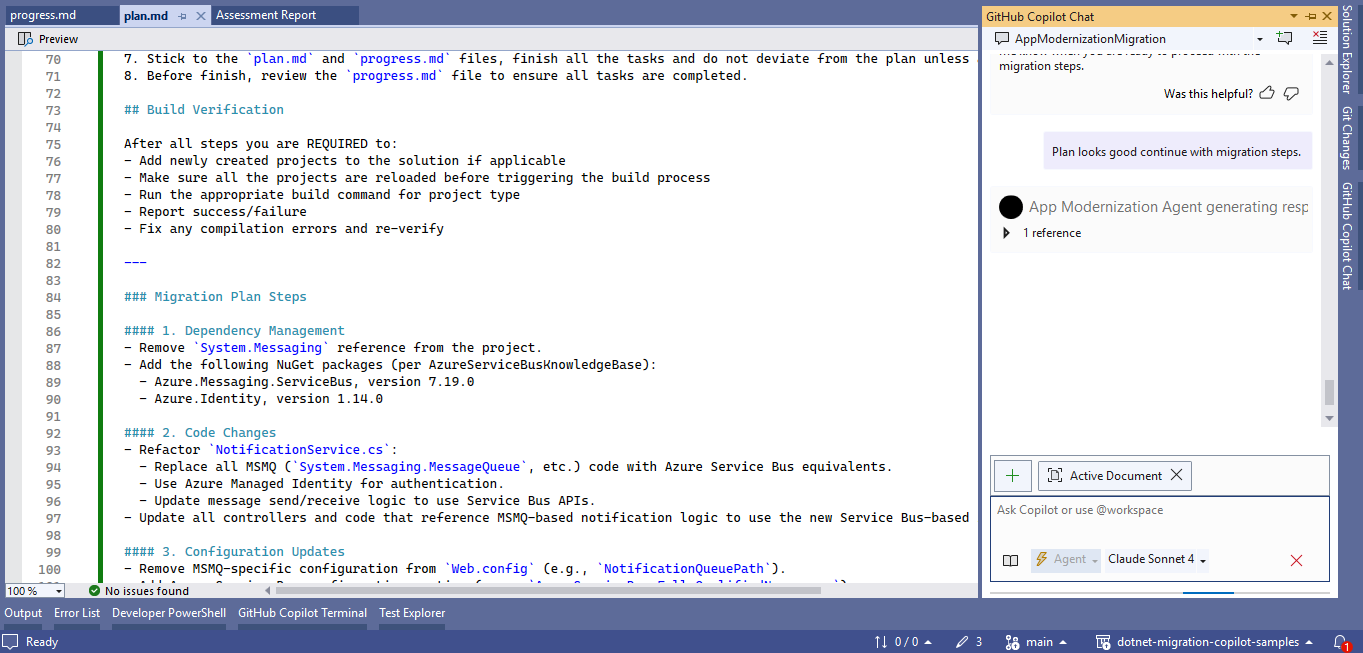 progress.md
plan.md
Assessment Report
Preview
70 7. Stick to the `plan.md` and `progress.md` files, finish all the tasks and do not deviate from the plan unless
71 8. Before finish, review the `progress.md` file to ensure all tasks are completed.
72
73 ## Build Verification
74
75 After all steps you are REQUIRED to:
76 - Add newly created projects to the solution if applicable
77 - Make sure all the projects are reloaded before triggering the build process
78 - Run the appropriate build command for project type
79 - Report success/failure
80 - Fix any compilation errors and re-verify
81
82 ---
83
84 ### Migration Plan Steps
85
86 #### 1. Dependency Management
87 - Remove `System.Messaging` reference from the project.
88 - Add the following NuGet packages (per AzureServiceBusKnowledgeBase):
89 - Azure.Messaging.ServiceBus, version 7.19.0
90 - Azure.Identity, version 1.14.0
91
92 #### 2. Code Changes
93 - Refactor `NotificationService.cs`:
94 - Replace all MSMQ (`System.Messaging.MessageQueue`, etc.) code with Azure Service Bus equivalents.
95 - Use Azure Managed Identity for authentication.
96 - Update message send/receive logic to use Service Bus APIs.
97 - Update all controllers and code that reference MSMQ-based notification logic to use the new Service Bus-based
98
99 #### 3. Configuration Updates
100 - Remove MSMQ-specific configuration from `Web.config` (e.g., `NotificationQueuePath`).
100 %
No issues found
Output
Error List
Developer PowerShell
GitHub Copilot Terminal
Test Explorer
Ready
0 / 0
3
main
dotnet-migration-copilot-samples
1
GitHub Copilot Chat
AppModernizationMigration
migration steps.
Was this helpful?
Plan looks good continue with migration steps.
App Modernization Agent generating resp
1 reference
Active Document
Ask Copilot or use @workspace
Agent
Claude Sonnet 4
Solution Explorer
Git Changes
GitHub Copilot Chat